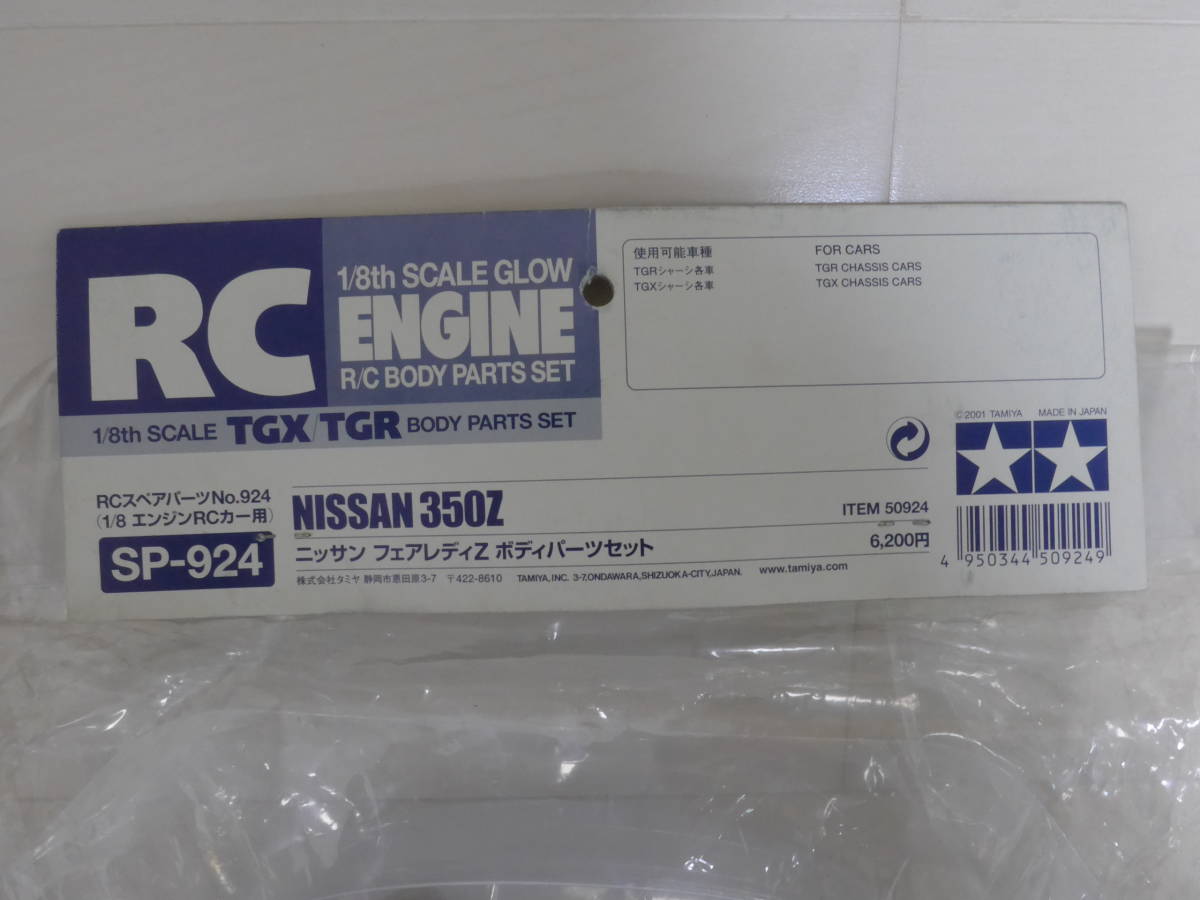 RC
1/8th SCALE GLOW
ENGINE
R/C BODY PARTS SET
1/8th SCALE TGX/TGR BODY PARTS SET
使用可能車種
TGRシャーシ各車
TGXシャーシ各車
FOR CARS
TGR CHASSIS CARS
TGX CHASSIS CARS
©2001 TAMIYA MADE IN JAPAN
RCスペアパーツNo.924
(1/8 エンジンRCカー用)
SP-924
NISSAN 350Z
ITEM 50924
ニッサン フェアレディZ ボディパーツセット
6,200円
株式会社タミヤ 静岡市恩田原3-7 〒422-8610 TAMIYA, INC. 3-7,ONDAWARA,SHIZUOKA-CITY,JAPAN. www.tamiya.com
4 950344 509249